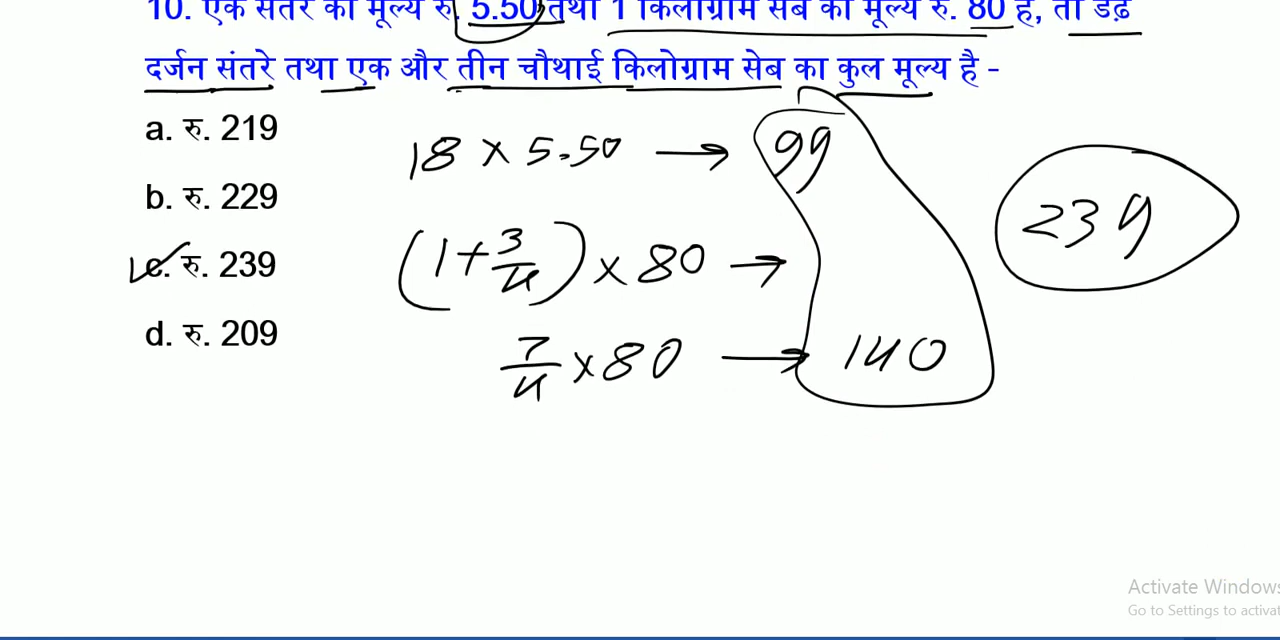 10. एक संतरे का मूल्य रु. 5.50 तथा 1 किलोग्राम सेब का मूल्य रु. 80 है, तो डेढ़
दर्जन संतरे तथा एक और तीन चौथाई किलोग्राम सेब का कुल मूल्य है -
a. रु. 219
18 × 5.50 → 99
b. रु. 229
239
c. रु. 239
(1 + 3/4) × 80 →
d. रु. 209
7/4 × 80 → 140
Activate Windows
Go to Settings to activat